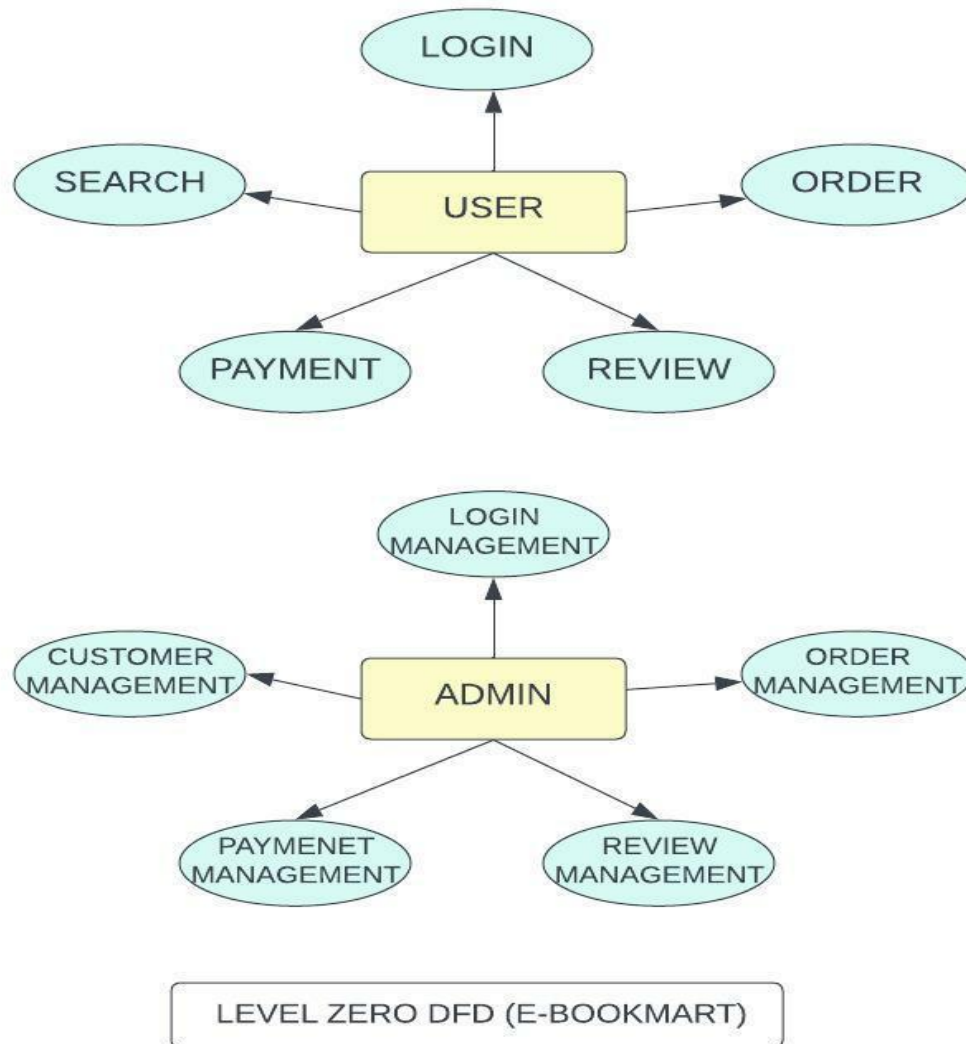 LOGIN
SEARCH
USER
ORDER
PAYMENT
REVIEW
LOGIN
MANAGEMENT
CUSTOMER
MANAGEMENT
ADMIN
ORDER
MANAGEMENT
PAYMENET
MANAGEMENT
REVIEW
MANAGEMENT
LEVEL ZERO DFD (E-BOOKMART)